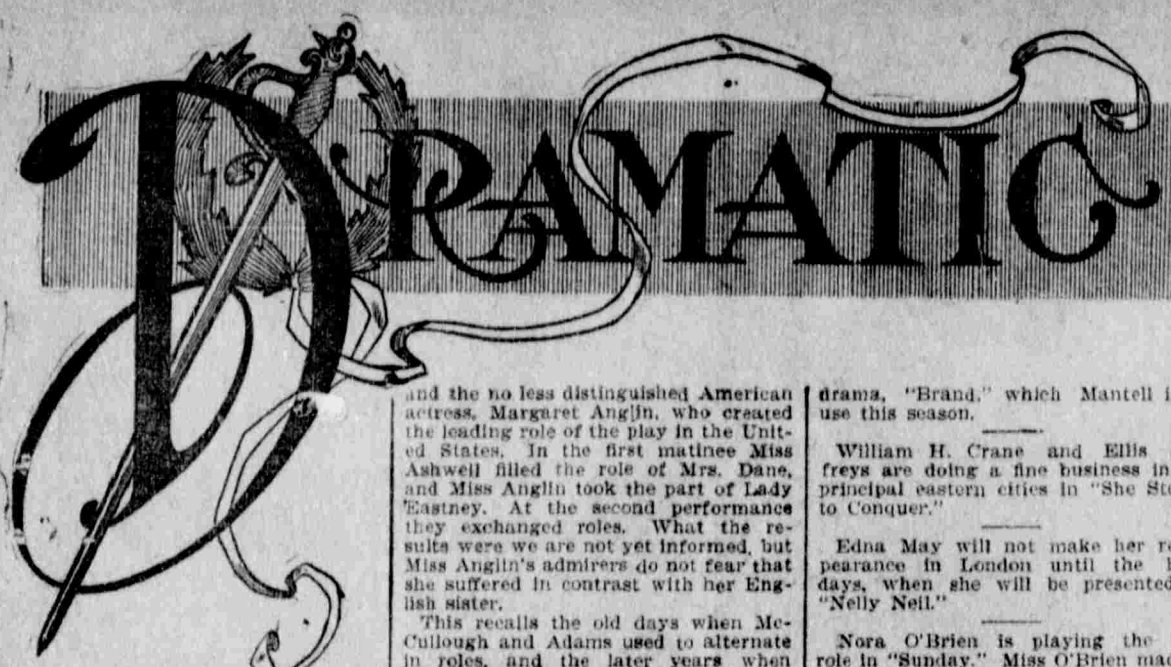 DRAMATIC
and the no less distinguished American
actress, Margaret Anglin, who created
the leading role of the play in the Unit-
ed States. In the first matinee Miss
Ashwell filled the role of Mrs. Dane,
and Miss Anglin took the part of Lady
Eastney. At the second performance
they exchanged roles. What the re-
sults were we are not yet informed, but
Miss Anglin's admirers do not fear that
she suffered in contrast with her Eng-
lish sister.
This recalls the old days when Mc-
Cullough and Adams used to alternate
in roles, and the later years when
drama, "Brand," which Mantell
use this season.
William H. Crane and Ellis
freys are doing a fine business in
principal eastern cities in "She
to Conquer."
Edna May will not make her
pearance in London until the
days, when she will be presented
"Nelly Neil."
Nora O'Brien is playing the
role in "Sunday." Miss O'Brien